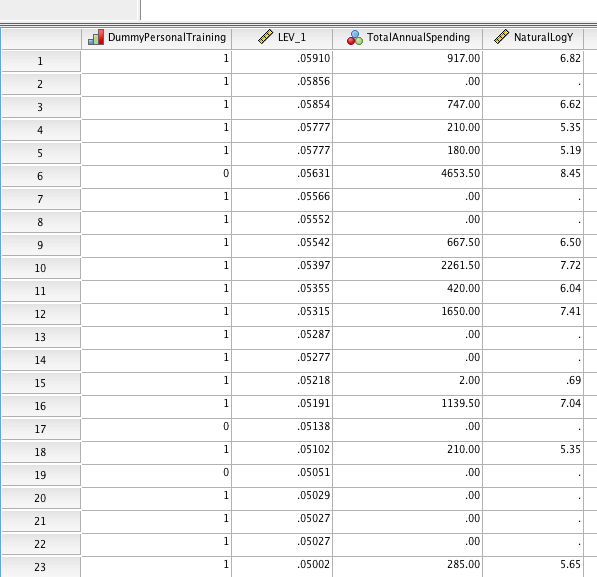 DummyPersonalTraining LEV_1 TotalAnnualSpending NaturalLogY
1 1 .05910 917.00 6.82
2 1 .05856 .00 .
3 1 .05854 747.00 6.62
4 1 .05777 210.00 5.35
5 1 .05777 180.00 5.19
6 0 .05631 4653.50 8.45
7 1 .05566 .00 .
8 1 .05552 .00 .
9 1 .05542 667.50 6.50
10 1 .05397 2261.50 7.72
11 1 .05355 420.00 6.04
12 1 .05315 1650.00 7.41
13 1 .05287 .00 .
14 1 .05277 .00 .
15 1 .05218 2.00 .69
16 1 .05191 1139.50 7.04
17 0 .05138 .00 .
18 1 .05102 210.00 5.35
19 0 .05051 .00 .
20 1 .05029 .00 .
21 1 .05027 .00 .
22 1 .05027 .00 .
23 1 .05002 285.00 5.65